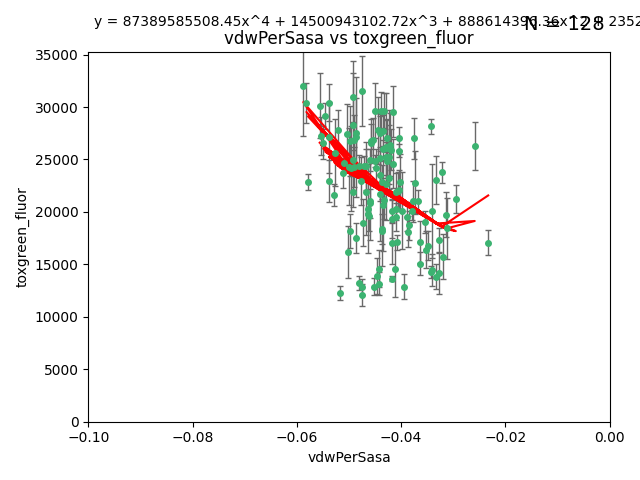 y = 87389585508.45x^4 + 14500943102.72x^3 + 888614396.36x^2 + 2352
N = 128
vdwPerSasa vs toxgreen_fluor
35000
30000
25000
20000
15000
10000
5000
0
toxgreen_fluor
−0.10
−0.08
−0.06
−0.04
−0.02
0.00
vdwPerSasa